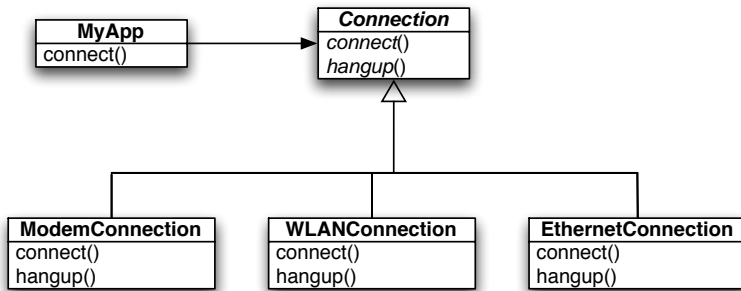 MyApp
connect()
Connection
connect()
hangup()
ModemConnection
connect()
hangup()
WLANConnection
connect()
hangup()
EthernetConnection
connect()
hangup()